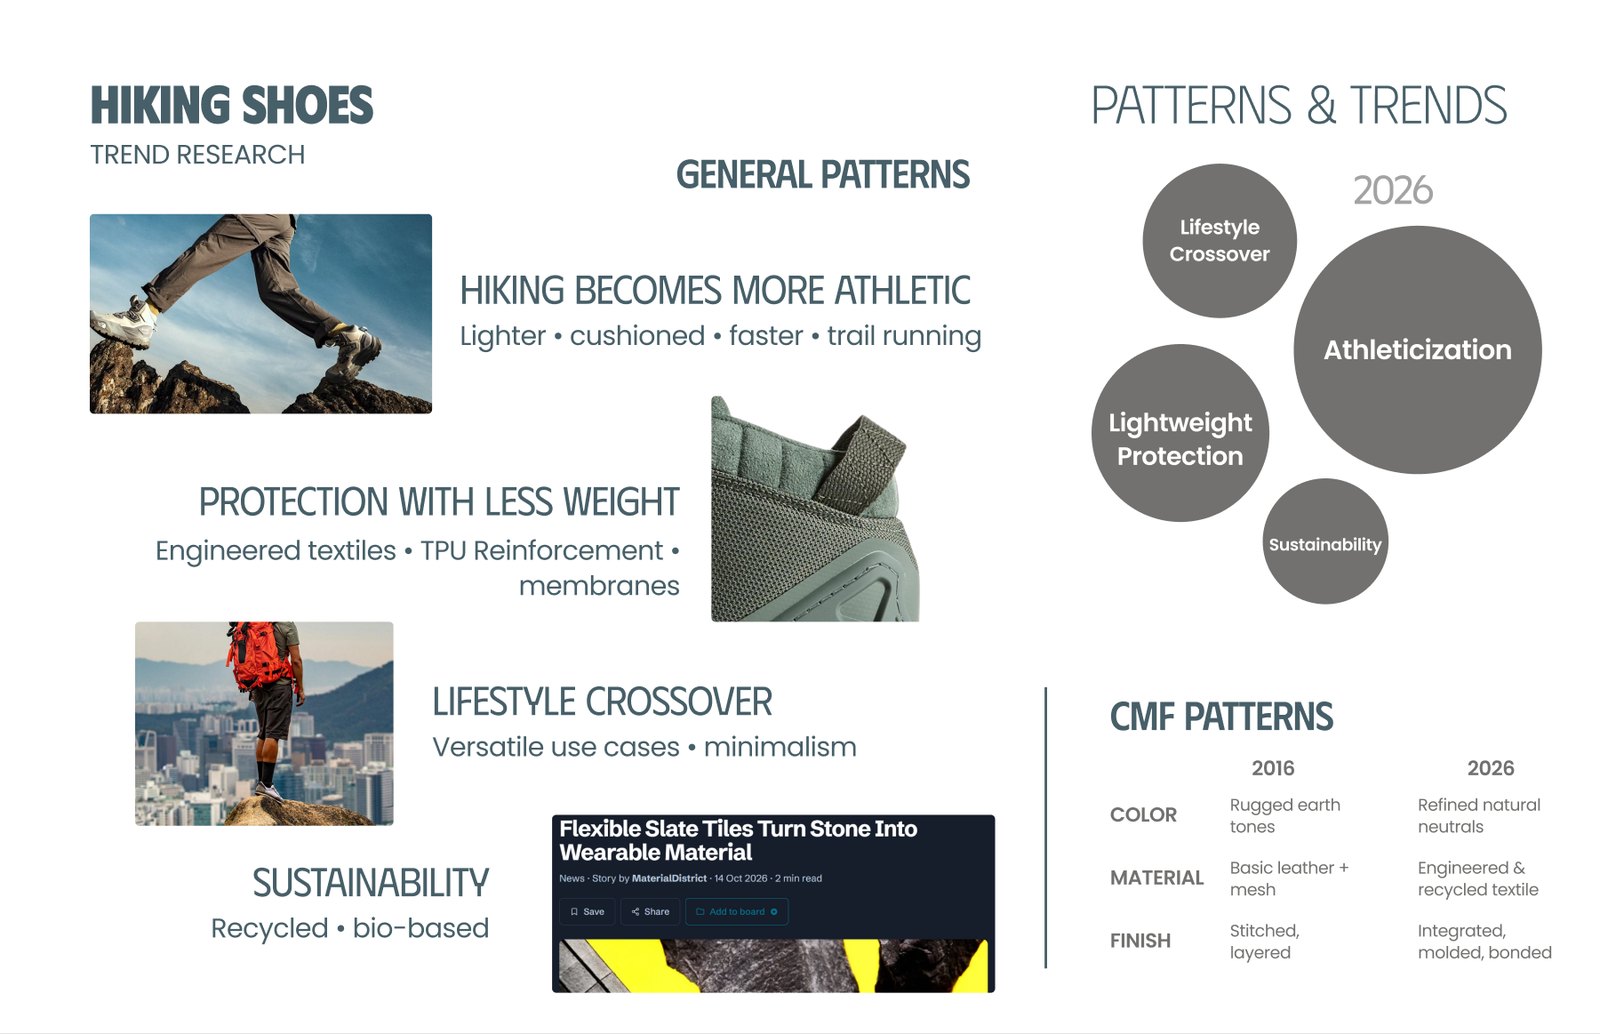 HIKING SHOES
TREND RESEARCH
GENERAL PATTERNS
HIKING BECOMES MORE ATHLETIC
Lighter • cushioned • faster • trail running
PROTECTION WITH LESS WEIGHT
Engineered textiles • TPU Reinforcement •
membranes
LIFESTYLE CROSSOVER
Versatile use cases • minimalism
SUSTAINABILITY
Recycled • bio-based
Flexible Slate Tiles Turn Stone Into
Wearable Material
News · Story by MaterialDistrict · 14 Oct 2026 · 2 min read
Save
Share
Add to board
PATTERNS & TRENDS
2026
Lifestyle
Crossover
Athleticization
Lightweight
Protection
Sustainability
CMF PATTERNS
2016 2026
COLOR
Rugged earth
tones
Refined natural
neutrals
MATERIAL
Basic leather +
mesh
Engineered &
recycled textile
FINISH
Stitched,
layered
Integrated,
molded, bonded